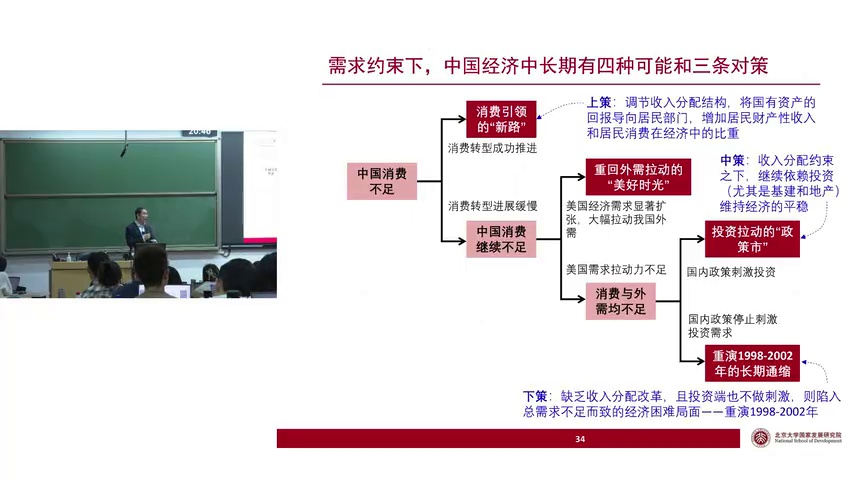 需求约束下，中国经济中长期有四种可能和三条对策
20:46
消费引领
的“新路”
上策：调节收入分配结构，将国有资产的
回报导向居民部门，增加居民财产性收入
和居民消费在经济中的比重
消费转型成功推进
中国消费
不足
重回外需拉动的
“美好时光”
中策：收入分配约束
之下，继续依赖投资
（尤其是基建和地产）
维持经济的平稳
消费转型进展缓慢
美国经济需求显著扩
张，大幅拉动我国外
需
中国消费
继续不足
投资拉动的“政
策市”
美国需求拉动力不足
国内政策刺激投资
消费与外
需均不足
国内政策停止刺激
投资需求
重演1998-2002
年的长期通缩
下策：缺乏收入分配改革，且投资端也不做刺激，则陷入
总需求不足而致的经济困难局面——重演1998-2002年
34
北京大学国家发展研究院
National School of Development